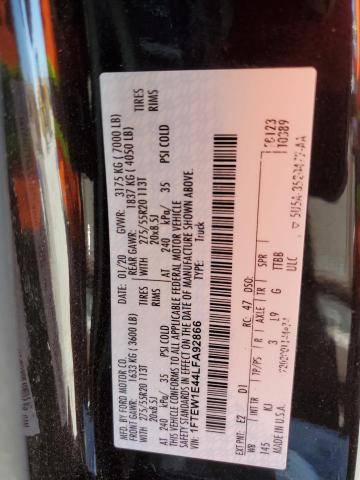 MFD. BY FORD MOTOR CO.
01/20 GVWR: 3175 KG ( 7000 LB)
1633 KG ( 3600 LB) REAR GAWR: 1837 KG ( 4050 LB)
275/55R20 113T WITH 275/55R20 113T TIRES
20x8.5J 20x8.5J RIMS
AT 240 kPa/ 35 PSI COLD AT 240 kPa/ 35 PSI COLD
THIS VEHICLE CONFORMS TO ALL APPLICABLE FEDERAL MOTOR VEHICLE
SAFETY STANDARDS IN EFFECT ON THE DATE OF MANUFACTURE SHOWN ABOVE.
VIN: 1FTEW1E44LFA92866
TYPE: Truck
EXT PNT: E2 D1 RC: 47 DSO:
WB INT TR TP/PS R AXLE TR SPR
145 KJ 3 L9 G TTBB
ULC
MADE IN U.S.A.
TIRES
RIMS
10389